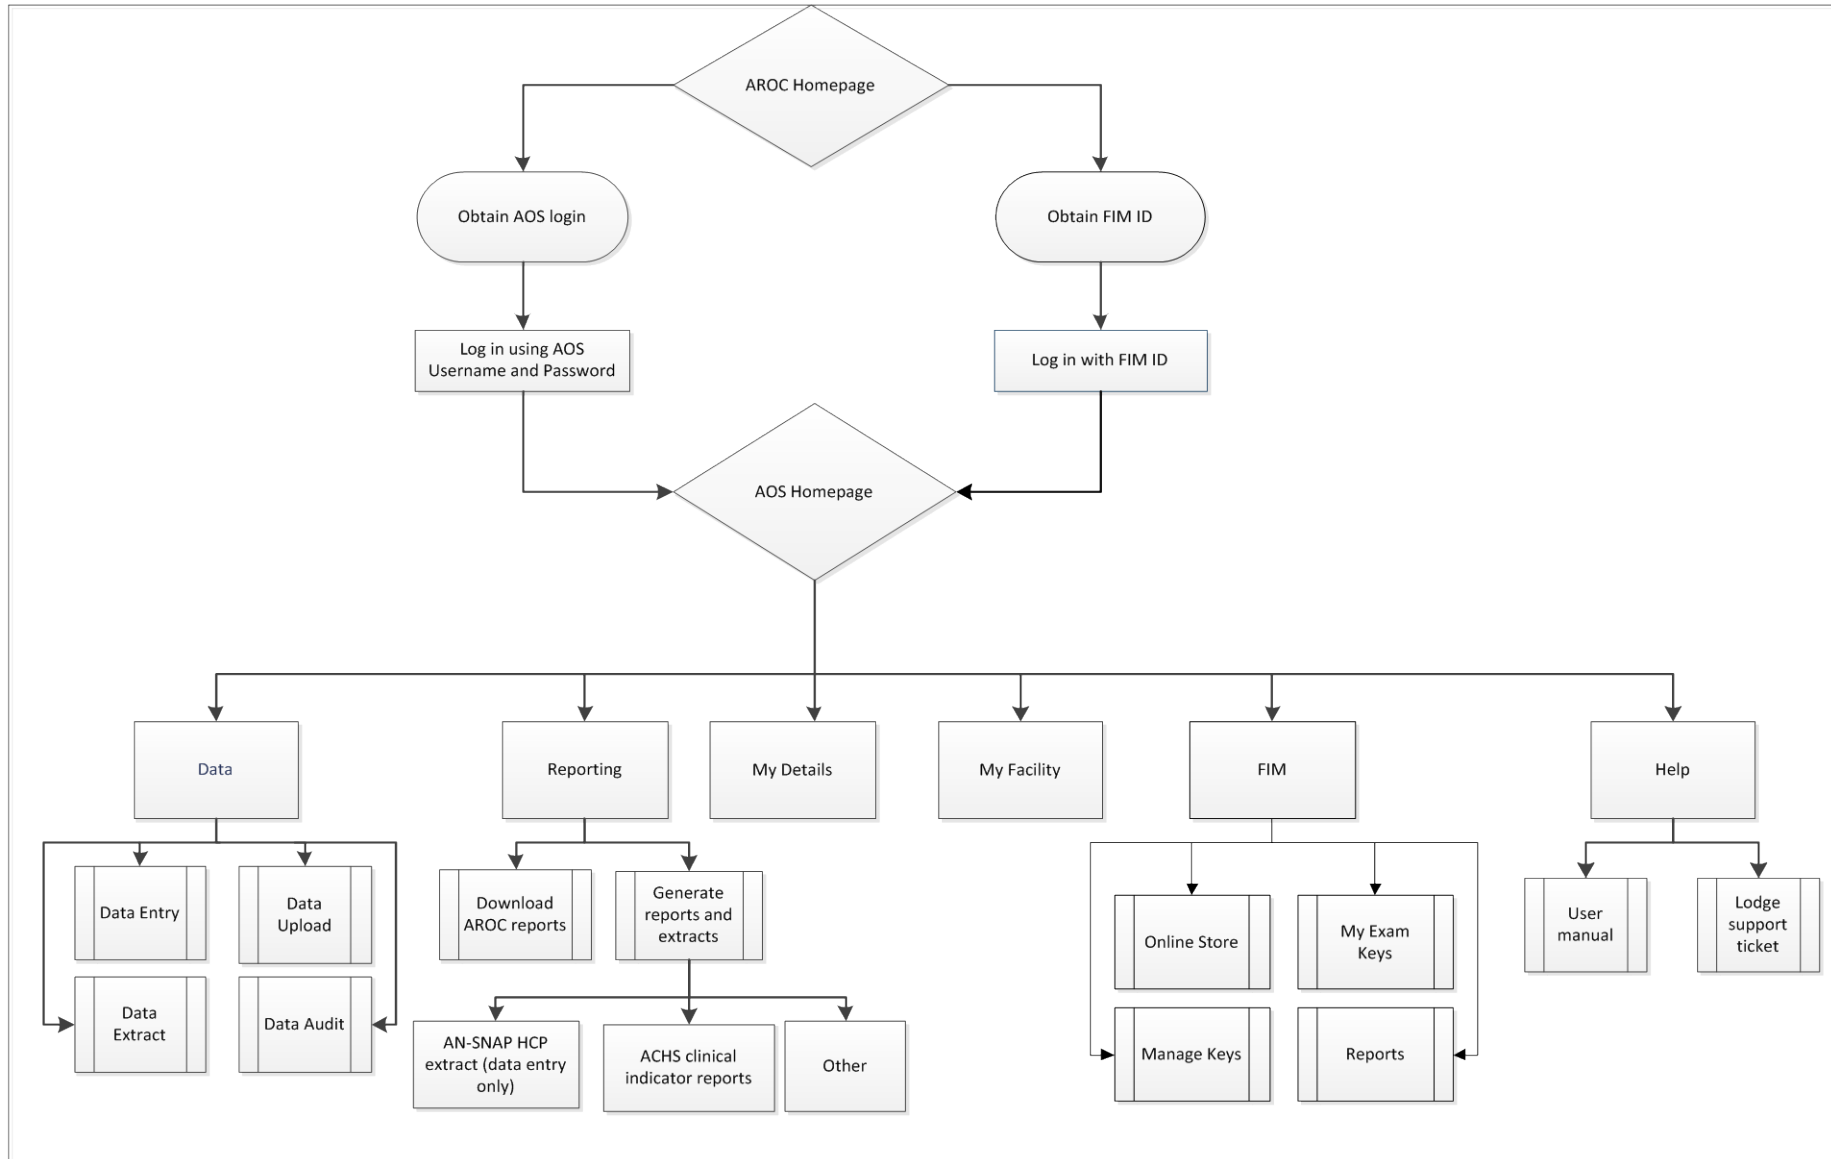 AROC Homepage
Obtain AOS login
Obtain FIM ID
Log in using AOS
Username and Password
Log in with FIM ID
AOS Homepage
Data
Reporting
My Details
My Facility
FIM
Help
Data Entry
Data
Upload
Data
Extract
Data Audit
Download
AROC reports
Generate
reports and
extracts
AN-SNAP HCP
extract (data entry
only)
ACHS clinical
indicator reports
Other
Online Store
My Exam
Keys
Manage Keys
Reports
User
manual
Lodge
support
ticket